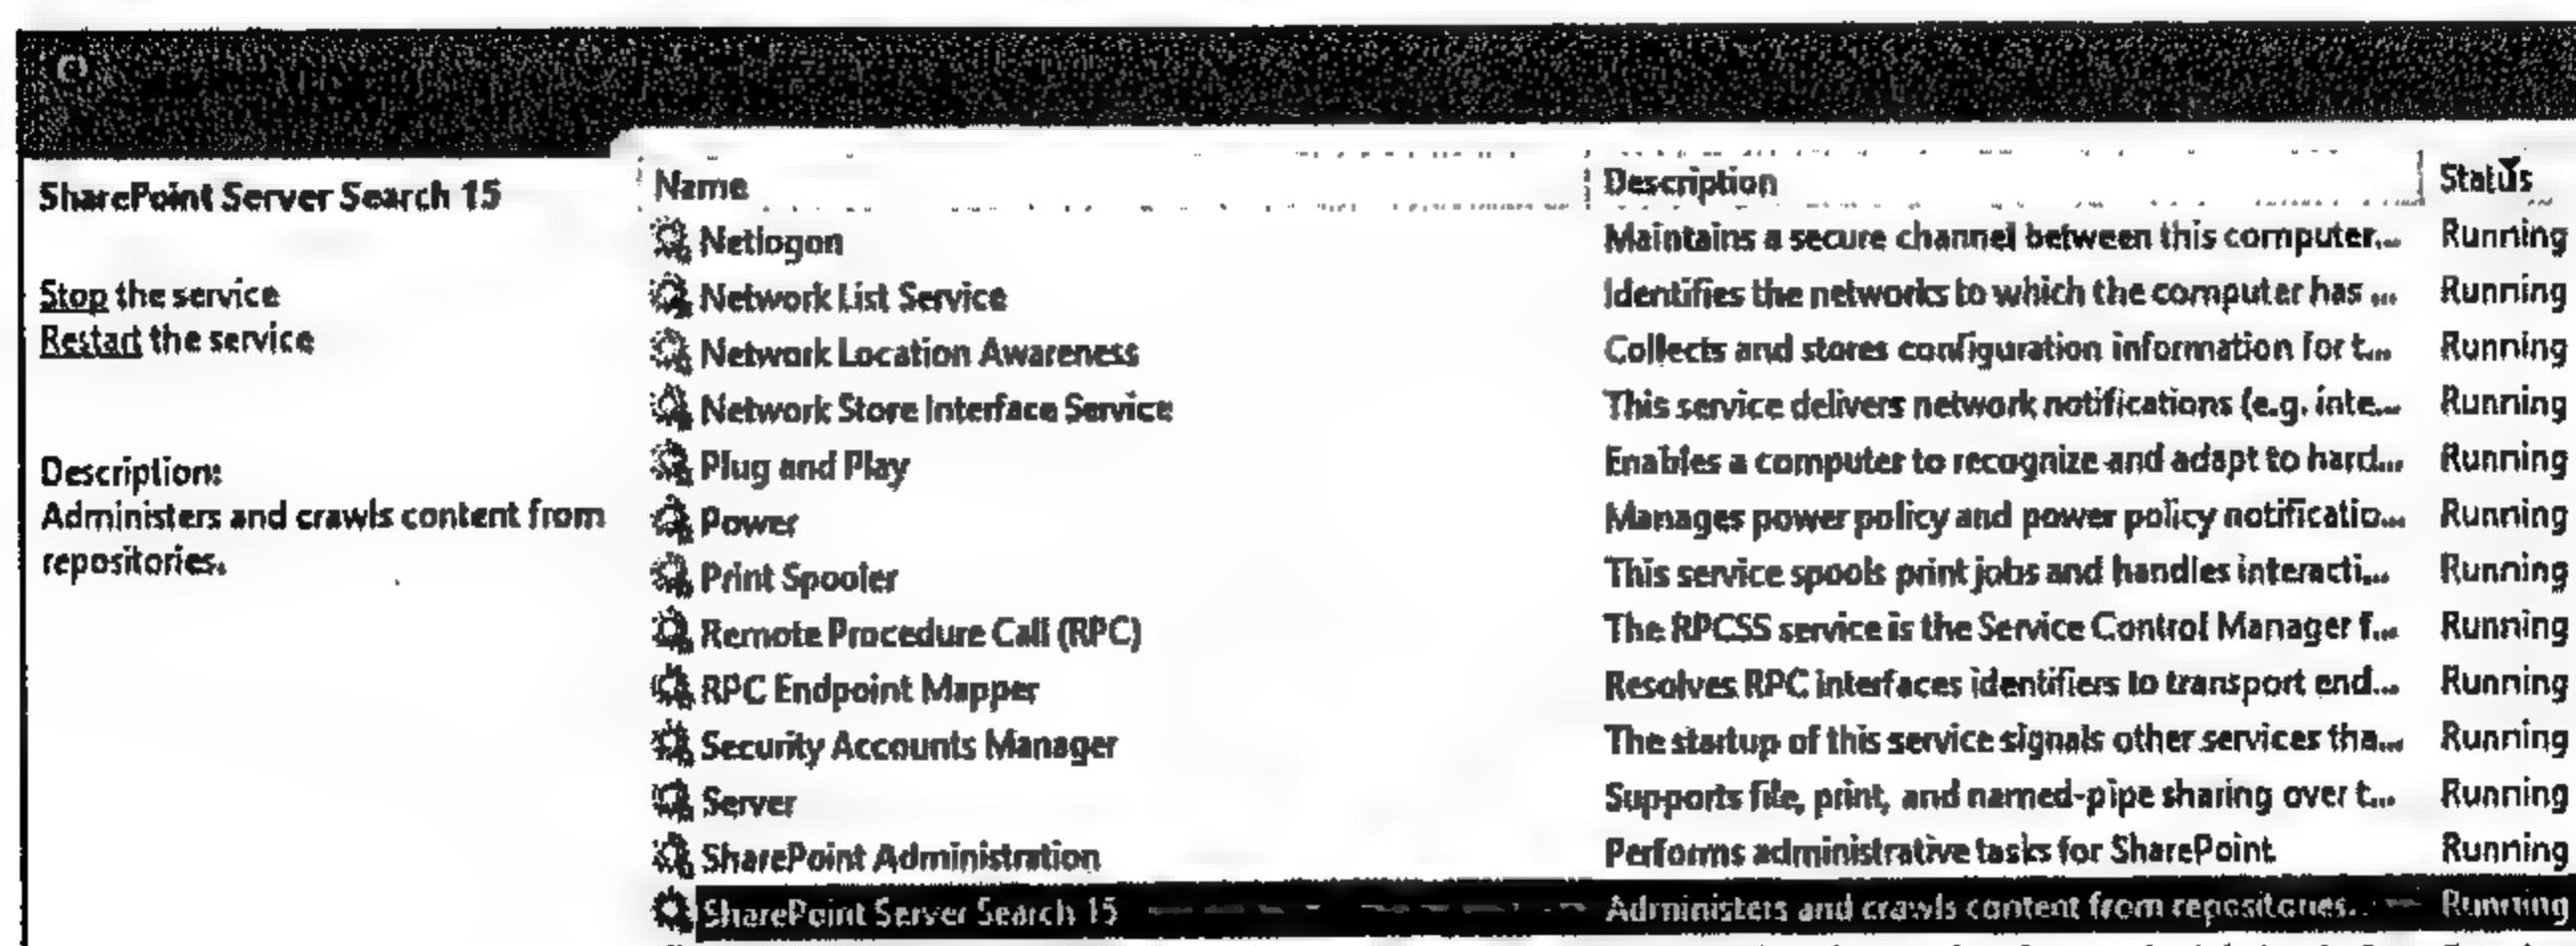 SharePoint Server Search 15
Stop the service
Restart the service
Description:
Administers and crawls content from
repositories.
Name Description Status
Netlogon Maintains a secure channel between this computer... Running
Network List Service Identifies the networks to which the computer has ... Running
Network Location Awareness Collects and stores configuration information for t... Running
Network Store Interface Service This service delivers network notifications (e.g. inte... Running
Plug and Play Enables a computer to recognize and adapt to hard... Running
Power Manages power policy and power policy notificatio... Running
Print Spooler This service spools print jobs and handles interacti... Running
Remote Procedure Call (RPC) The RPCSS service is the Service Control Manager f... Running
RPC Endpoint Mapper Resolves RPC interfaces identifiers to transport end... Running
Security Accounts Manager The startup of this service signals other services tha... Running
Server Supports file, print, and named-pipe sharing over t... Running
SharePoint Administration Performs administrative tasks for SharePoint Running
SharePoint Server Search 15 Administers and crawls content from repositories. Running